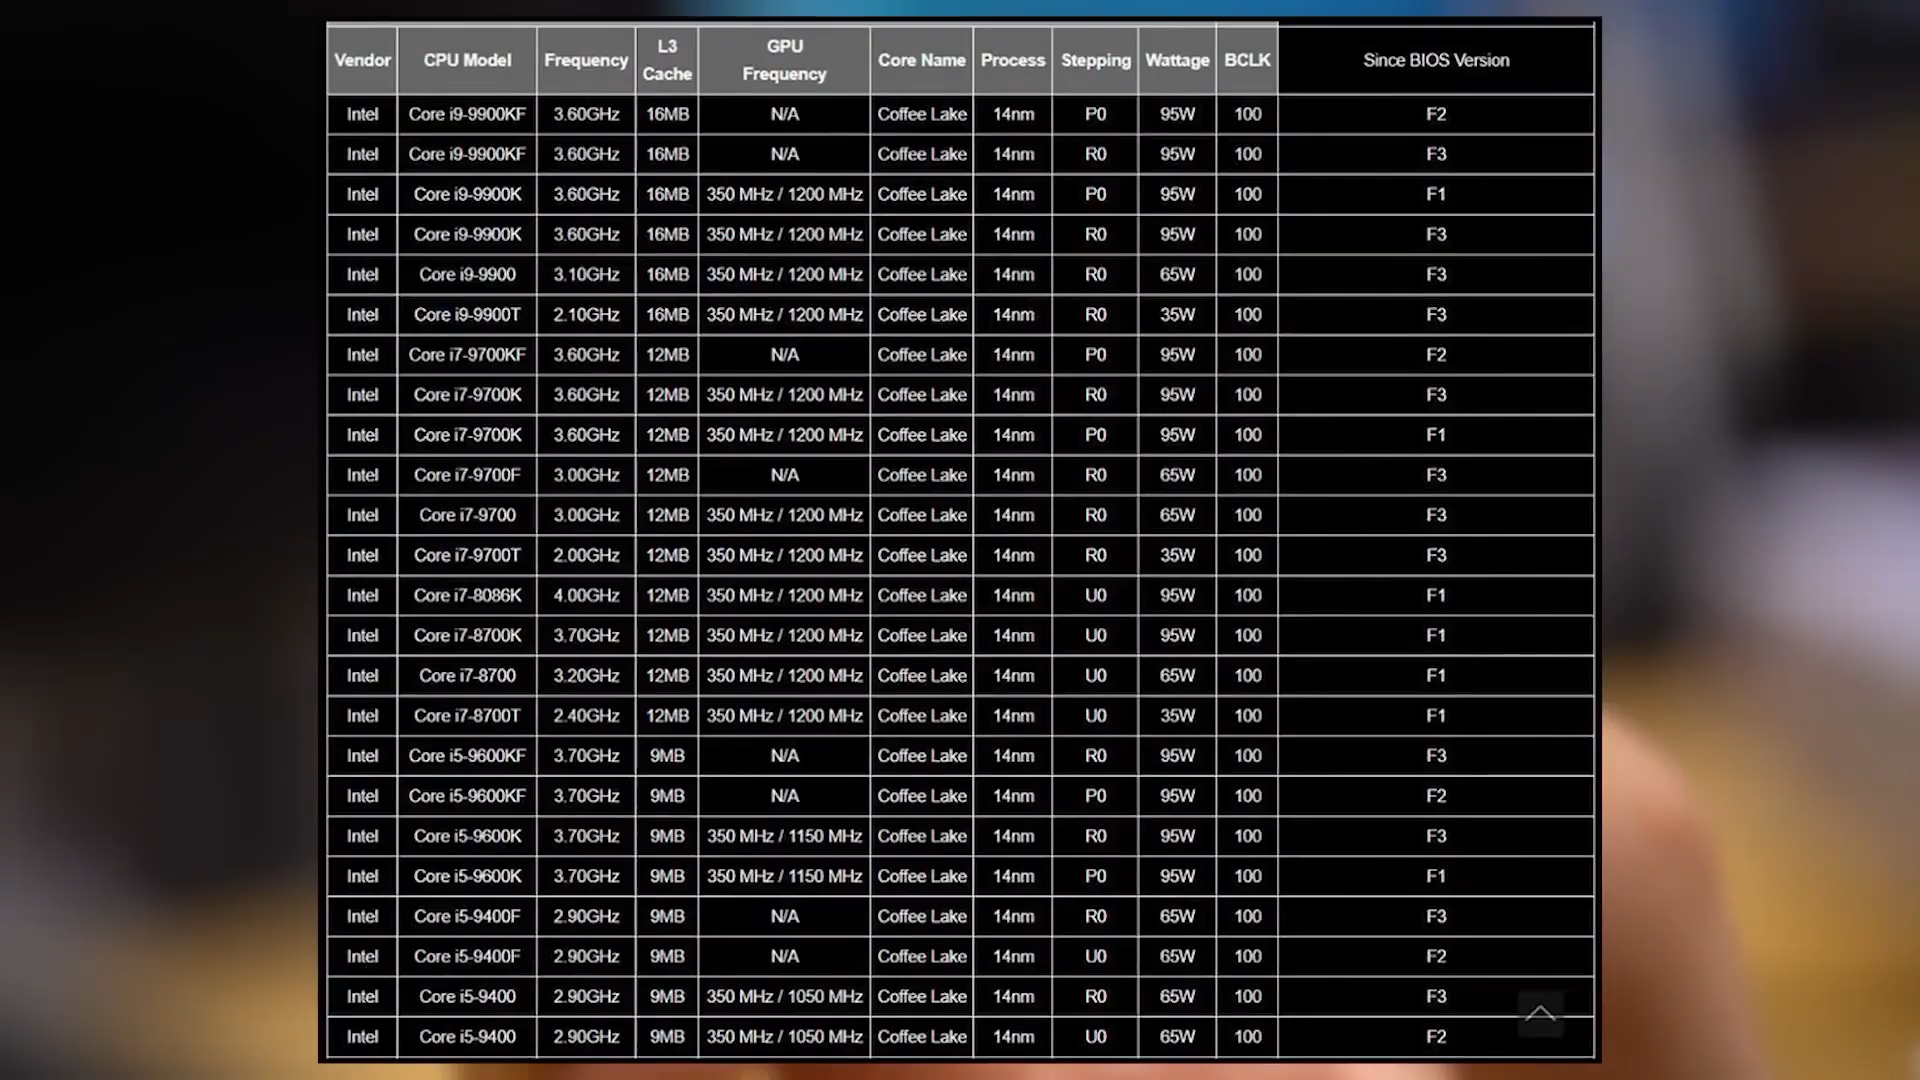 Vendor CPU Model Frequency L3 Cache GPU Frequency Core Name Process Stepping Wattage BCLK Since BIOS Version
Intel Core i9-9900KF 3.60GHz 16MB N/A Coffee Lake 14nm P0 95W 100 F2
Intel Core i9-9900KF 3.60GHz 16MB N/A Coffee Lake 14nm R0 95W 100 F3
Intel Core i9-9900K 3.60GHz 16MB 350 MHz / 1200 MHz Coffee Lake 14nm P0 95W 100 F1
Intel Core i9-9900K 3.60GHz 16MB 350 MHz / 1200 MHz Coffee Lake 14nm R0 95W 100 F3
Intel Core i9-9900 3.10GHz 16MB 350 MHz / 1200 MHz Coffee Lake 14nm R0 65W 100 F3
Intel Core i9-9900T 2.10GHz 16MB 350 MHz / 1200 MHz Coffee Lake 14nm R0 35W 100 F3
Intel Core i7-9700KF 3.60GHz 12MB N/A Coffee Lake 14nm P0 95W 100 F2
Intel Core i7-9700K 3.60GHz 12MB 350 MHz / 1200 MHz Coffee Lake 14nm R0 95W 100 F3
Intel Core i7-9700K 3.60GHz 12MB 350 MHz / 1200 MHz Coffee Lake 14nm P0 95W 100 F1
Intel Core i7-9700F 3.00GHz 12MB N/A Coffee Lake 14nm R0 65W 100 F3
Intel Core i7-9700 3.00GHz 12MB 350 MHz / 1200 MHz Coffee Lake 14nm R0 65W 100 F3
Intel Core i7-9700T 2.00GHz 12MB 350 MHz / 1200 MHz Coffee Lake 14nm R0 35W 100 F3
Intel Core i7-8086K 4.00GHz 12MB 350 MHz / 1200 MHz Coffee Lake 14nm U0 95W 100 F1
Intel Core i7-8700K 3.70GHz 12MB 350 MHz / 1200 MHz Coffee Lake 14nm U0 95W 100 F1
Intel Core i7-8700 3.20GHz 12MB 350 MHz / 1200 MHz Coffee Lake 14nm U0 65W 100 F1
Intel Core i7-8700T 2.40GHz 12MB 350 MHz / 1200 MHz Coffee Lake 14nm U0 35W 100 F1
Intel Core i5-9600KF 3.70GHz 9MB N/A Coffee Lake 14nm R0 95W 100 F3
Intel Core i5-9600KF 3.70GHz 9MB N/A Coffee Lake 14nm P0 95W 100 F2
Intel Core i5-9600K 3.70GHz 9MB 350 MHz / 1150 MHz Coffee Lake 14nm R0 95W 100 F3
Intel Core i5-9600K 3.70GHz 9MB 350 MHz / 1150 MHz Coffee Lake 14nm P0 95W 100 F1
Intel Core i5-9400F 2.90GHz 9MB N/A Coffee Lake 14nm R0 65W 100 F3
Intel Core i5-9400F 2.90GHz 9MB N/A Coffee Lake 14nm U0 65W 100 F2
Intel Core i5-9400 2.90GHz 9MB 350 MHz / 1050 MHz Coffee Lake 14nm R0 65W 100 F3
Intel Core i5-9400 2.90GHz 9MB 350 MHz / 1050 MHz Coffee Lake 14nm U0 65W 100 F2